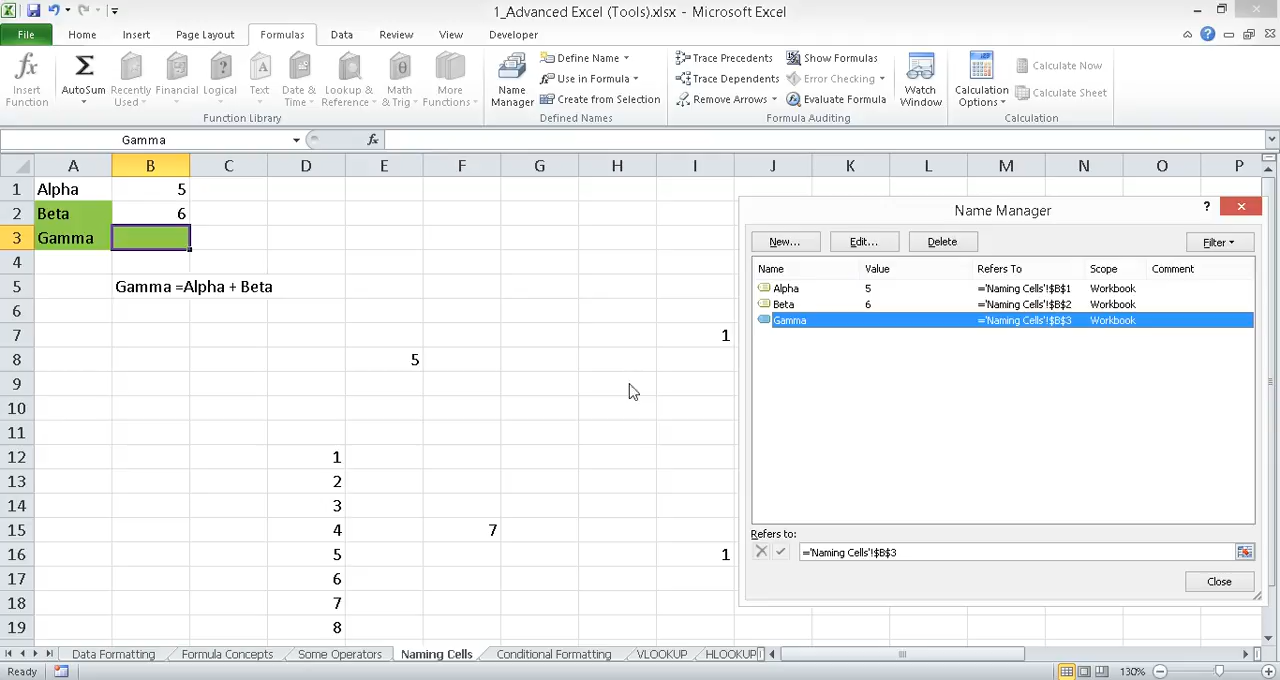 1_Advanced Excel (Tools).xlsx - Microsoft Excel
File Home Insert Page Layout Formulas Data Review View Developer
fx Insert Function
Σ AutoSum
Recently Used
Financial
Logical
Text
Date & Time
Lookup & Reference
Math & Trig
More Functions
Function Library
Name Manager
Define Name
Use in Formula
Create from Selection
Defined Names
Trace Precedents
Trace Dependents
Remove Arrows
Show Formulas
Error Checking
Evaluate Formula
Formula Auditing
Watch Window
Calculation Options
Calculate Now
Calculate Sheet
Calculation
Gamma fx
A B C D E F G H I J K L M N O P
1 Alpha 5
2 Beta 6
3 Gamma
4
5 Gamma =Alpha + Beta
6
7 1
8 5
9
10
11
12 1
13 2
14 3
15 4 7
16 5 1
17 6
18 7
19 8
Name Manager ?
New... Edit... Delete Filter
Name Value Refers To Scope Comment
Alpha 5 ='Naming Cells'!$B$1 Workbook
Beta 6 ='Naming Cells'!$B$2 Workbook
Gamma ='Naming Cells'!$B$3 Workbook
Refers to:
='Naming Cells'!$B$3
Close
Data Formatting Formula Concepts Some Operators Naming Cells Conditional Formatting VLOOKUP HLOOKUP
Ready 130%